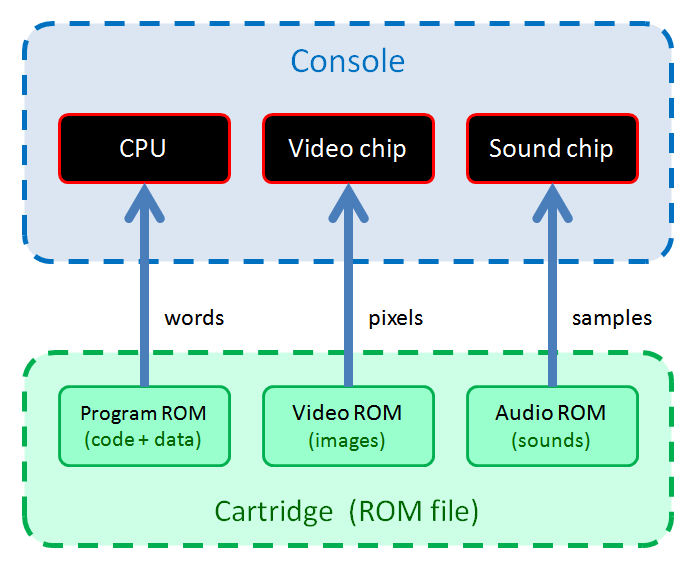 Console
CPU
Video chip
Sound chip
words
pixels
samples
Program ROM
(code + data)
Video ROM
(images)
Audio ROM
(sounds)
Cartridge (ROM file)